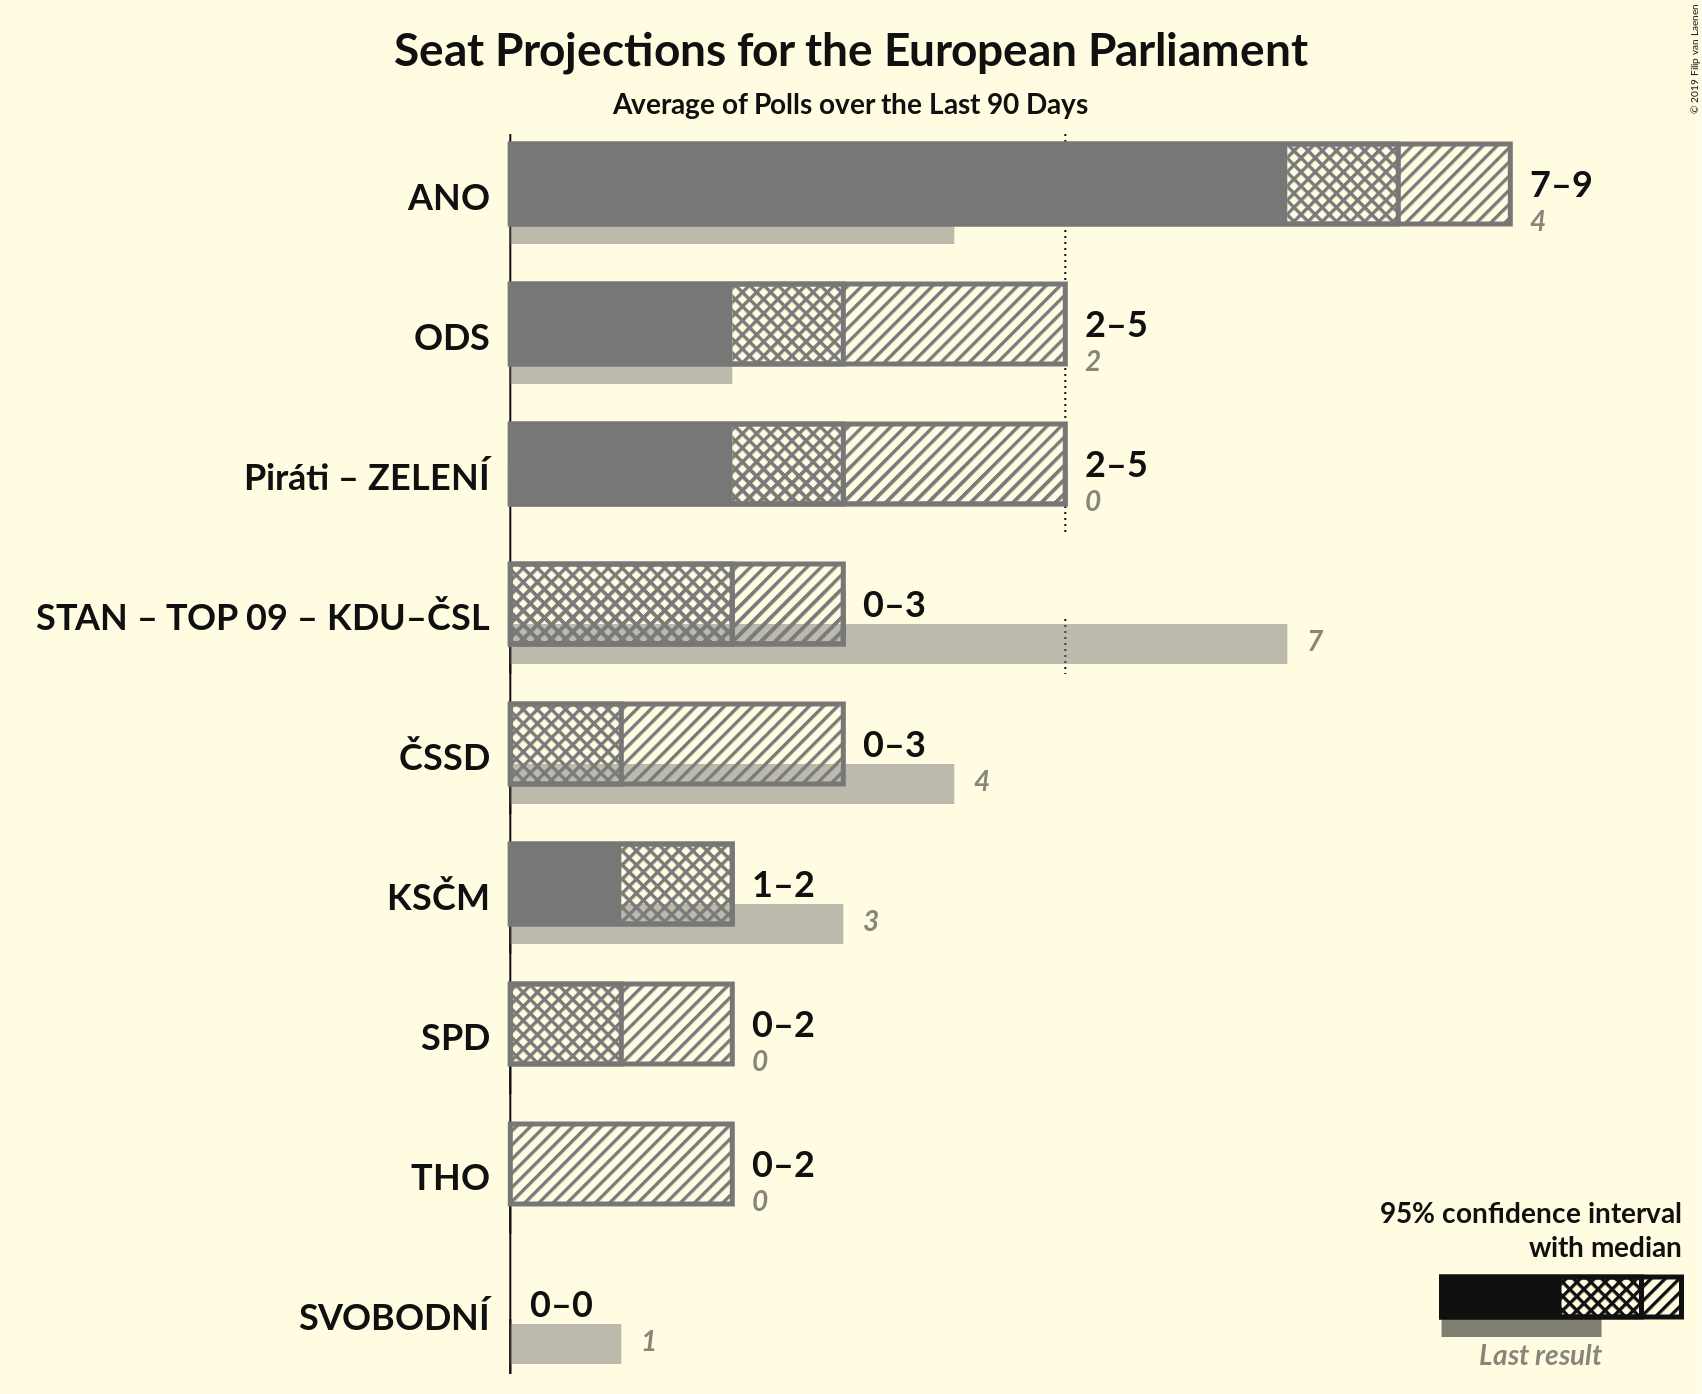 Seat Projections for the European Parliament
Average of Polls over the Last 90 Days
© 2019 Filip van Laenen
ANO
7–9
4
ODS
2–5
2
Piráti – ZELENÍ
2–5
0
STAN – TOP 09 – KDU–ČSL
0–3
7
ČSSD
0–3
4
KSČM
1–2
3
SPD
0–2
0
THO
0–2
0
SVOBODNÍ
0–0
1
95% confidence interval
with median
Last result